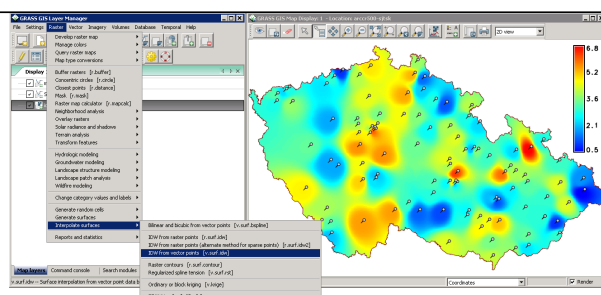 GRASS GIS Layer Manager
File Settings Raster Vector Imagery Volumes Database Temporal Help
Develop raster map
Manage colors
Query raster maps
Map type conversions
Buffer rasters [r.buffer]
Concentric circles [r.circle]
Closest points [r.distance]
Mask [r.mask]
Raster map calculator [r.mapcalc]
Neighborhood analysis
Overlay rasters
Solar radiance and shadows
Terrain analysis
Transform features
Hydrologic modeling
Groundwater modeling
Landscape structure modeling
Landscape patch analysis
Wildfire modeling
Change category values and labels
Generate random cells
Generate surfaces
Interpolate surfaces
Reports and statistics
Bilinear and bicubic from vector points [v.surf.bspline]
IDW from raster points [r.surf.idw]
IDW from raster points (alternate method for sparse points) [r.surf.idw2]
IDW from vector points [v.surf.idw]
Raster contours [r.surf.contour]
Regularized spline tension [v.surf.rst]
Ordinary or block kriging [v.krige]
Display
Map layers Command console Search modules
v.surf.idw -- Surface interpolation from vector point data b
GRASS GIS Map Display: 1 - Location:
2D view
6.8
5.2
3.6
2.1
0.5
Coordinates
Render